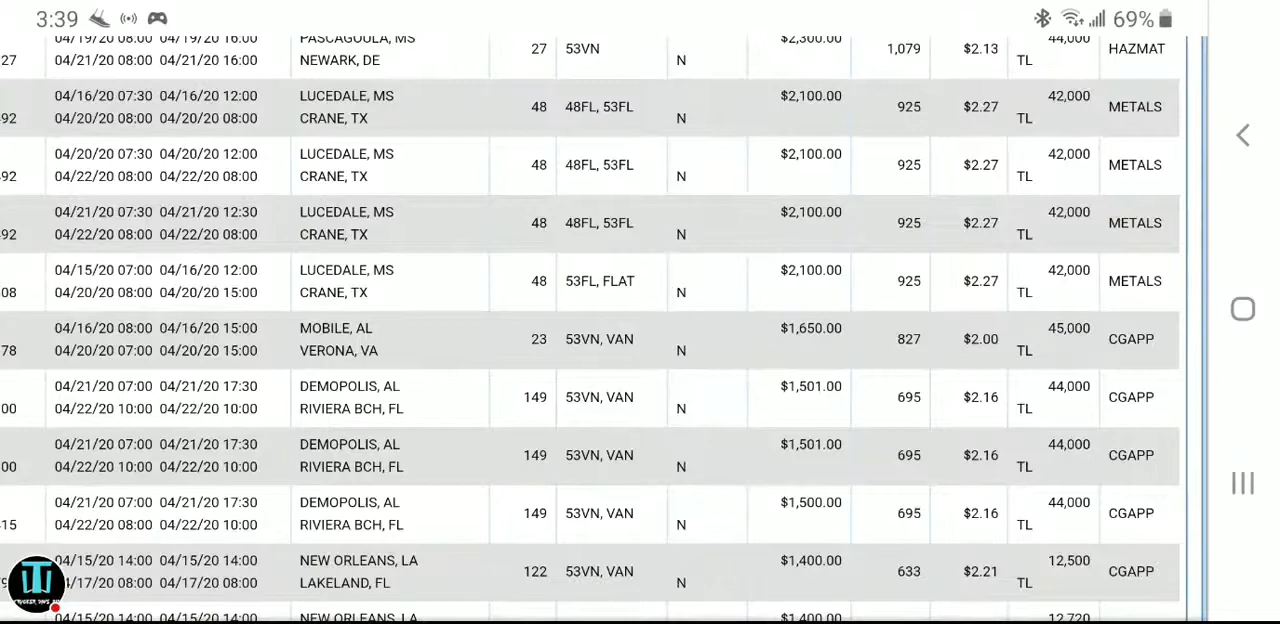 3:39 69%
04/19/20 08:00 04/19/20 16:00 PASCAGOULA, MS $2,300.00 44,000
27 04/21/20 08:00 04/21/20 16:00 NEWARK, DE 27 53VN N 1,079 $2.13 TL HAZMAT
04/16/20 07:30 04/16/20 12:00 LUCEDALE, MS $2,100.00 42,000
92 04/20/20 08:00 04/20/20 08:00 CRANE, TX 48 48FL, 53FL N 925 $2.27 TL METALS
04/20/20 07:30 04/20/20 12:00 LUCEDALE, MS $2,100.00 42,000
92 04/22/20 08:00 04/22/20 08:00 CRANE, TX 48 48FL, 53FL N 925 $2.27 TL METALS
04/21/20 07:30 04/21/20 12:30 LUCEDALE, MS $2,100.00 42,000
92 04/22/20 08:00 04/22/20 08:00 CRANE, TX 48 48FL, 53FL N 925 $2.27 TL METALS
04/15/20 07:00 04/16/20 12:00 LUCEDALE, MS $2,100.00 42,000
08 04/20/20 08:00 04/20/20 15:00 CRANE, TX 48 53FL, FLAT N 925 $2.27 TL METALS
04/16/20 08:00 04/16/20 15:00 MOBILE, AL $1,650.00 45,000
78 04/20/20 07:00 04/20/20 15:00 VERONA, VA 23 53VN, VAN N 827 $2.00 TL CGAPP
04/21/20 07:00 04/21/20 17:30 DEMOPOLIS, AL $1,501.00 44,000
00 04/22/20 10:00 04/22/20 10:00 RIVIERA BCH, FL 149 53VN, VAN N 695 $2.16 TL CGAPP
04/21/20 07:00 04/21/20 17:30 DEMOPOLIS, AL $1,501.00 44,000
00 04/22/20 10:00 04/22/20 10:00 RIVIERA BCH, FL 149 53VN, VAN N 695 $2.16 TL CGAPP
04/21/20 07:00 04/21/20 17:30 DEMOPOLIS, AL $1,500.00 44,000
15 04/22/20 08:00 04/22/20 10:00 RIVIERA BCH, FL 149 53VN, VAN N 695 $2.16 TL CGAPP
04/15/20 14:00 04/15/20 14:00 NEW ORLEANS, LA $1,400.00 12,500
4/17/20 08:00 04/17/20 08:00 LAKELAND, FL 122 53VN, VAN N 633 $2.21 TL CGAPP
04/15/20 14:00 04/15/20 14:00 NEW ORLEANS, LA $1,400.00 12,720